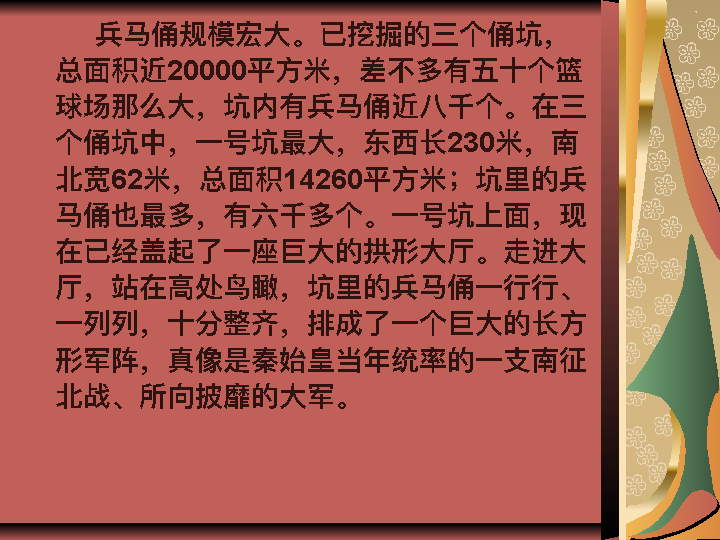 兵马俑规模宏大。已挖掘的三个俑坑，
总面积近20000平方米，差不多有五十个篮
球场那么大，坑内有兵马俑近八千个。在三
个俑坑中，一号坑最大，东西长230米，南
北宽62米，总面积14260平方米；坑里的兵
马俑也最多，有六千多个。一号坑上面，现
在已经盖起了一座巨大的拱形大厅。走进大
厅，站在高处鸟瞰，坑里的兵马俑一行行、
一列列，十分整齐，排成了一个巨大的长方
形军阵，真像是秦始皇当年统率的一支南征
北战、所向披靡的大军。